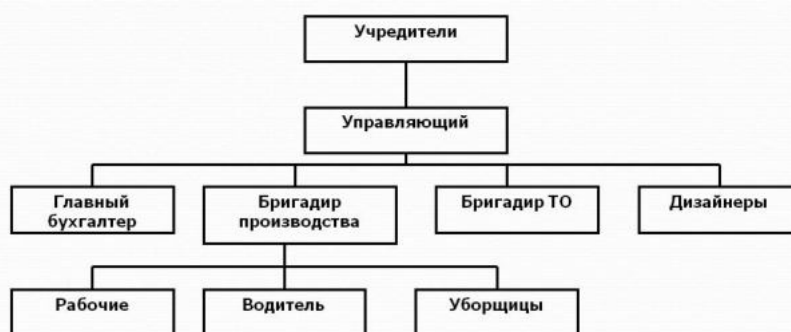 Учредители
Управляющий
Главный
бухгалтер
Бригадир
производства
Бригадир ТО
Дизайнеры
Рабочие
Водитель
Уборщицы